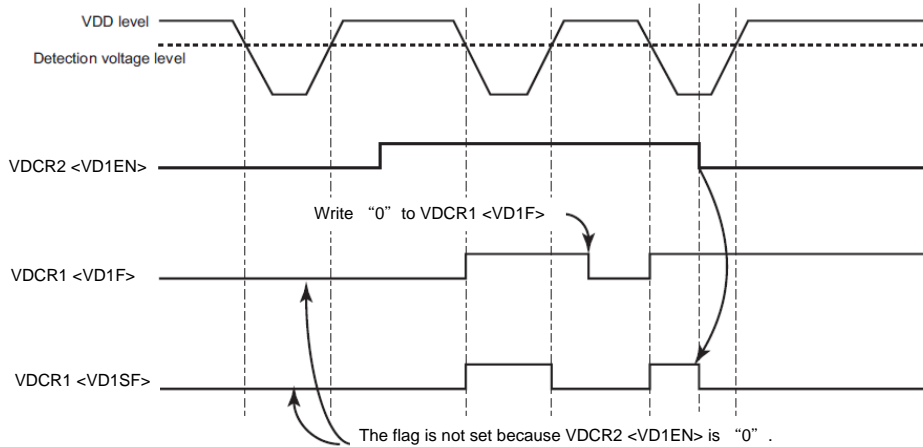 VDD level
Detection voltage level
VDCR2 <VD1EN>
Write “0” to VDCR1 <VD1F>
VDCR1 <VD1F>
VDCR1 <VD1SF>
The flag is not set because VDCR2 <VD1EN> is “0”.